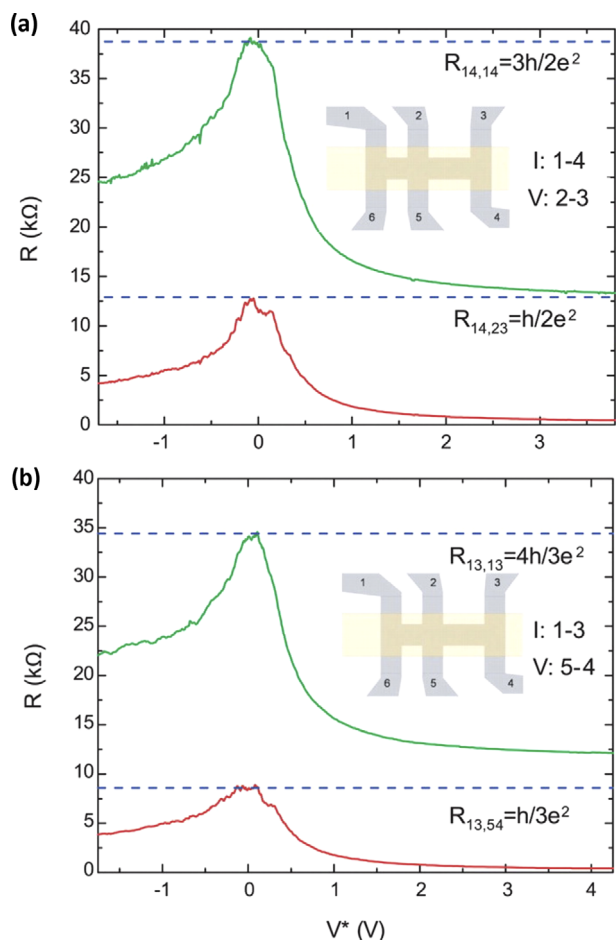 (a)
40
35
30
25
20
15
10
5
0
R (kΩ)
R14,14=3h/2e²
1 2 3
I: 1-4
V: 2-3
6 5 4
R14,23=h/2e²
-1 0 1 2 3
(b)
40
35
30
25
20
15
10
5
0
R (kΩ)
R13,13=4h/3e²
1 2 3
I: 1-3
V: 5-4
6 5 4
R13,54=h/3e²
-1 0 1 2 3 4
V* (V)